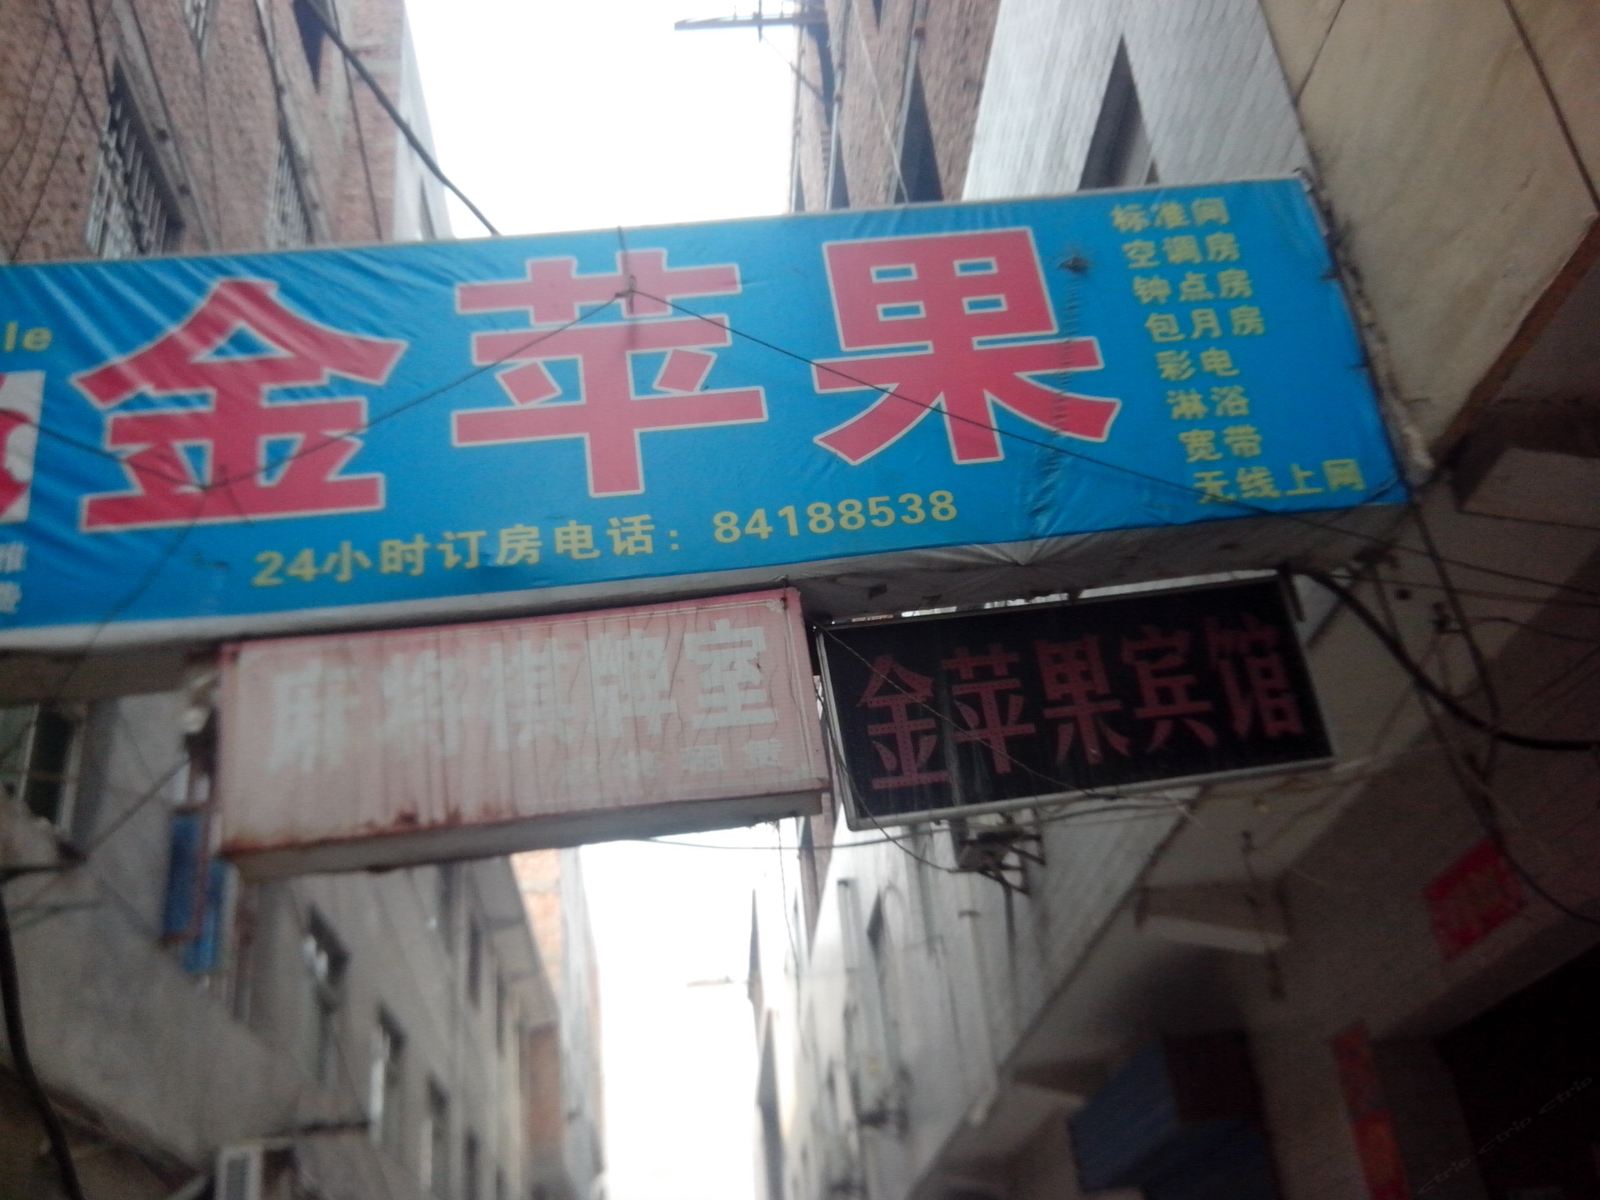 le
金苹果
标准间
空调房
钟点房
包月房
彩电
淋浴
宽带
无线上网
24小时订房电话：84188538
麻将棋牌室
金苹果宾馆